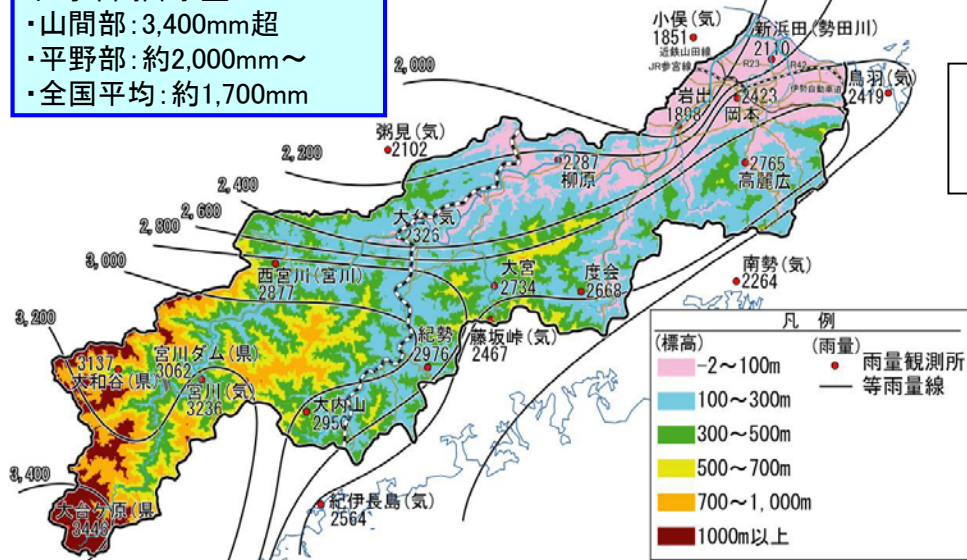 ・山間部：3,400mm超
・平野部：約2,000mm～
・全国平均：約1,700mm
小俣(気)
1851
近鉄山田線
JR参宮線
新浜田(勢田川)
2110
R23
R42
伊勢自動車道
鳥羽(気)
2419
岩出
1898
2423
岡本
2,000
粥見(気)
2102
2287
柳原
2765
高麗広
2,200
2,400
2,600
2,800
3,000
3,200
3,400
大台(気)
2326
西宮川(宮川)
2877
大宮
2734
度会
2668
南勢(気)
2264
紀勢
2976
藤坂峠(気)
2467
3137
大和谷(県)
宮川ダム(県)
3062
宮川(気)
3236
大内山
2950
大台ケ原(県
3448
紀伊長島(気)
2564
凡 例
(標高)
(雨量)
-2～100m
100～300m
300～500m
500～700m
700～1,000m
1000m以上
雨量観測所
等雨量線